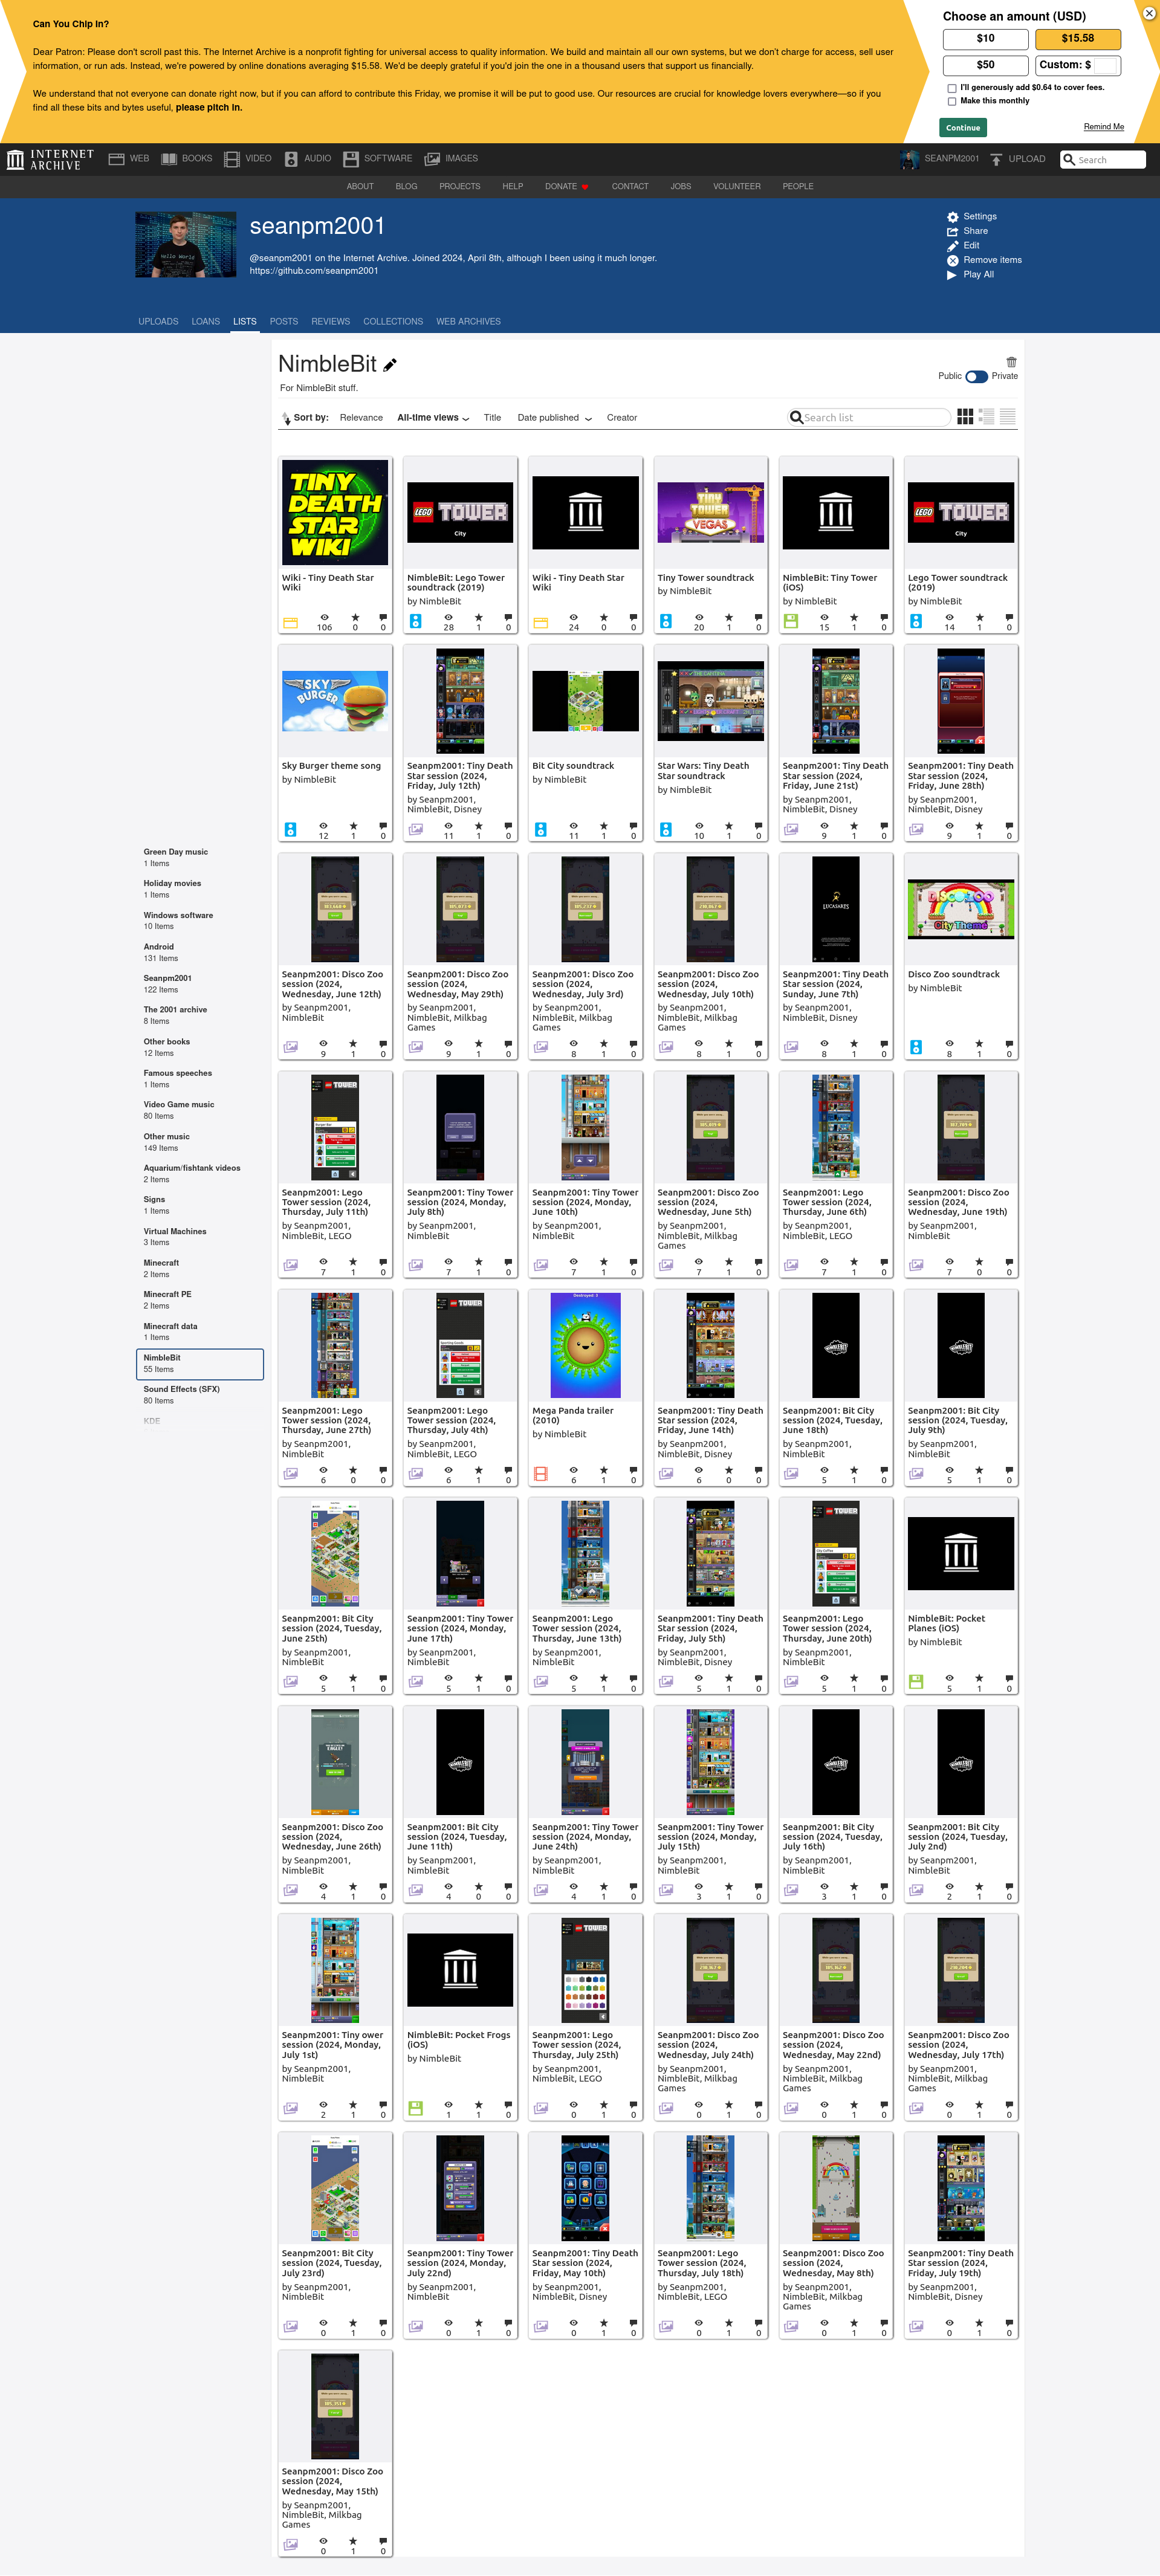 Can You Chip In?
Dear Patron: Please don't scroll past this. The Internet Archive is a nonprofit fighting for universal access to quality information. We build and maintain all our own systems, but we don't charge for access, sell user
information, or run ads. Instead, we're powered by online donations averaging $15.58. We'd be deeply grateful if you'd join the one in a thousand users that support us financially.
We understand that not everyone can donate right now, but if you can afford to contribute this Friday, we promise it will be put to good use. Our resources are crucial for knowledge lovers everywhere—so if you
find all these bits and bytes useful, please pitch in.
Choose an amount (USD)
$10
$15.58
$50
Custom: $
I'll generously add $0.64 to cover fees.
Make this monthly
Continue
Remind Me
INTERNET
ARCHIVE
WEB
BOOKS
VIDEO
AUDIO
SOFTWARE
IMAGES
SEANPM2001
UPLOAD
Search
ABOUT
BLOG
PROJECTS
HELP
DONATE
CONTACT
JOBS
VOLUNTEER
PEOPLE
Hello World
seanpm2001
@seanpm2001 on the Internet Archive. Joined 2024, April 8th, although I been using it much longer.
https://github.com/seanpm2001
Settings
Share
Edit
Remove items
Play All
UPLOADS
LOANS
LISTS
POSTS
REVIEWS
COLLECTIONS
WEB ARCHIVES
Green Day music
1 Items
Holiday movies
1 Items
Windows software
10 Items
Android
131 Items
Seanpm2001
122 Items
The 2001 archive
8 Items
Other books
12 Items
Famous speeches
1 Items
Video Game music
80 Items
Other music
149 Items
Aquarium/fishtank videos
2 Items
Signs
1 Items
Virtual Machines
3 Items
Minecraft
2 Items
Minecraft PE
2 Items
Minecraft data
1 Items
NimbleBit
55 Items
Sound Effects (SFX)
80 Items
KDE
NimbleBit
For NimbleBit stuff.
Public
Private
Sort by:
Relevance
All-time views
Title
Date published
Creator
Search list
TINY
DEATH
STAR
WIKI
Wiki - Tiny Death Star
Wiki
106 0 0
LEGO TOWER
City
NimbleBit: Lego Tower
soundtrack (2019)
by NimbleBit
28 1 0
Wiki - Tiny Death Star
Wiki
24 0 0
TINY
TOWER
VEGAS
Tiny Tower soundtrack
by NimbleBit
20 1 0
NimbleBit: Tiny Tower
(iOS)
by NimbleBit
15 1 0
LEGO TOWER
City
Lego Tower soundtrack
(2019)
by NimbleBit
14 1 0
SKY
BURGER
Sky Burger theme song
by NimbleBit
12 1 0
Seanpm2001: Tiny Death
Star session (2024,
Friday, July 12th)
by Seanpm2001,
NimbleBit, Disney
11 1 0
Bit City soundtrack
by NimbleBit
11 1 0
Star Wars: Tiny Death
Star soundtrack
by NimbleBit
10 1 0
Seanpm2001: Tiny Death
Star session (2024,
Friday, June 21st)
by Seanpm2001,
NimbleBit, Disney
9 1 0
Seanpm2001: Tiny Death
Star session (2024,
Friday, June 28th)
by Seanpm2001,
NimbleBit, Disney
9 1 0
Seanpm2001: Disco Zoo
session (2024,
Wednesday, June 12th)
by Seanpm2001,
NimbleBit
9 1 0
Seanpm2001: Disco Zoo
session (2024,
Wednesday, May 29th)
by Seanpm2001,
NimbleBit, Milkbag
Games
9 1 0
Seanpm2001: Disco Zoo
session (2024,
Wednesday, July 3rd)
by Seanpm2001,
NimbleBit, Milkbag
Games
8 1 0
Seanpm2001: Disco Zoo
session (2024,
Wednesday, July 10th)
by Seanpm2001,
NimbleBit, Milkbag
Games
8 1 0
LUCASARTS
Seanpm2001: Tiny Death
Star session (2024,
Sunday, June 7th)
by Seanpm2001,
NimbleBit, Disney
8 1 0
DISCO ZOO
City Theme
Disco Zoo soundtrack
by NimbleBit
8 1 0
LEGO TOWER
Seanpm2001: Lego
Tower session (2024,
Thursday, July 11th)
by Seanpm2001,
NimbleBit, LEGO
7 1 0
Seanpm2001: Tiny Tower
session (2024, Monday,
July 8th)
by Seanpm2001,
NimbleBit
7 1 0
Seanpm2001: Tiny Tower
session (2024, Monday,
June 10th)
by Seanpm2001,
NimbleBit
7 1 0
Seanpm2001: Disco Zoo
session (2024,
Wednesday, June 5th)
by Seanpm2001,
NimbleBit, Milkbag
Games
7 1 0
Seanpm2001: Lego
Tower session (2024,
Thursday, June 6th)
by Seanpm2001,
NimbleBit, LEGO
7 1 0
Seanpm2001: Disco Zoo
session (2024,
Wednesday, June 19th)
by Seanpm2001,
NimbleBit
7 0 0
Seanpm2001: Lego
Tower session (2024,
Thursday, June 27th)
by Seanpm2001,
NimbleBit
6 0 0
LEGO TOWER
Seanpm2001: Lego
Tower session (2024,
Thursday, July 4th)
by Seanpm2001,
NimbleBit, LEGO
6 1 0
Mega Panda trailer
(2010)
by NimbleBit
6 1 0
Seanpm2001: Tiny Death
Star session (2024,
Friday, June 14th)
by Seanpm2001,
NimbleBit, Disney
6 0 0
NIMBLEBIT
Seanpm2001: Bit City
session (2024, Tuesday,
June 18th)
by Seanpm2001,
NimbleBit
5 1 0
NIMBLEBIT
Seanpm2001: Bit City
session (2024, Tuesday,
July 9th)
by Seanpm2001,
NimbleBit
5 1 0
Seanpm2001: Bit City
session (2024, Tuesday,
June 25th)
by Seanpm2001,
NimbleBit
5 1 0
Seanpm2001: Tiny Tower
session (2024, Monday,
June 17th)
by Seanpm2001,
NimbleBit
5 1 0
Seanpm2001: Lego
Tower session (2024,
Thursday, June 13th)
by Seanpm2001,
NimbleBit
5 1 0
Seanpm2001: Tiny Death
Star session (2024,
Friday, July 5th)
by Seanpm2001,
NimbleBit, Disney
5 1 0
LEGO TOWER
Seanpm2001: Lego
Tower session (2024,
Thursday, June 20th)
by Seanpm2001,
NimbleBit
5 1 0
NimbleBit: Pocket
Planes (iOS)
by NimbleBit
5 1 0
Seanpm2001: Disco Zoo
session (2024,
Wednesday, June 26th)
by Seanpm2001,
NimbleBit
4 1 0
NIMBLEBIT
Seanpm2001: Bit City
session (2024, Tuesday,
June 11th)
by Seanpm2001,
NimbleBit
4 0 0
Seanpm2001: Tiny Tower
session (2024, Monday,
June 24th)
by Seanpm2001,
NimbleBit
4 1 0
Seanpm2001: Tiny Tower
session (2024, Monday,
July 15th)
by Seanpm2001,
NimbleBit
3 1 0
NIMBLEBIT
Seanpm2001: Bit City
session (2024, Tuesday,
July 16th)
by Seanpm2001,
NimbleBit
3 1 0
NIMBLEBIT
Seanpm2001: Bit City
session (2024, Tuesday,
July 2nd)
by Seanpm2001,
NimbleBit
2 1 0
Seanpm2001: Tiny ower
session (2024, Monday,
July 1st)
by Seanpm2001,
NimbleBit
2 1 0
NimbleBit: Pocket Frogs
(iOS)
by NimbleBit
1 1 0
LEGO TOWER
Seanpm2001: Lego
Tower session (2024,
Thursday, July 25th)
by Seanpm2001,
NimbleBit, LEGO
0 1 0
Seanpm2001: Disco Zoo
session (2024,
Wednesday, July 24th)
by Seanpm2001,
NimbleBit, Milkbag
Games
0 1 0
Seanpm2001: Disco Zoo
session (2024,
Wednesday, May 22nd)
by Seanpm2001,
NimbleBit, Milkbag
Games
0 1 0
Seanpm2001: Disco Zoo
session (2024,
Wednesday, July 17th)
by Seanpm2001,
NimbleBit, Milkbag
Games
0 1 0
Seanpm2001: Bit City
session (2024, Tuesday,
July 23rd)
by Seanpm2001,
NimbleBit
0 1 0
Seanpm2001: Tiny Tower
session (2024, Monday,
July 22nd)
by Seanpm2001,
NimbleBit
0 1 0
Seanpm2001: Tiny Death
Star session (2024,
Friday, May 10th)
by Seanpm2001,
NimbleBit, Disney
0 1 0
Seanpm2001: Lego
Tower session (2024,
Thursday, July 18th)
by Seanpm2001,
NimbleBit, LEGO
0 1 0
Seanpm2001: Disco Zoo
session (2024,
Wednesday, May 8th)
by Seanpm2001,
NimbleBit, Milkbag
Games
0 1 0
Seanpm2001: Tiny Death
Star session (2024,
Friday, July 19th)
by Seanpm2001,
NimbleBit, Disney
0 1 0
Seanpm2001: Disco Zoo
session (2024,
Wednesday, May 15th)
by Seanpm2001,
NimbleBit, Milkbag
Games
0 1 0